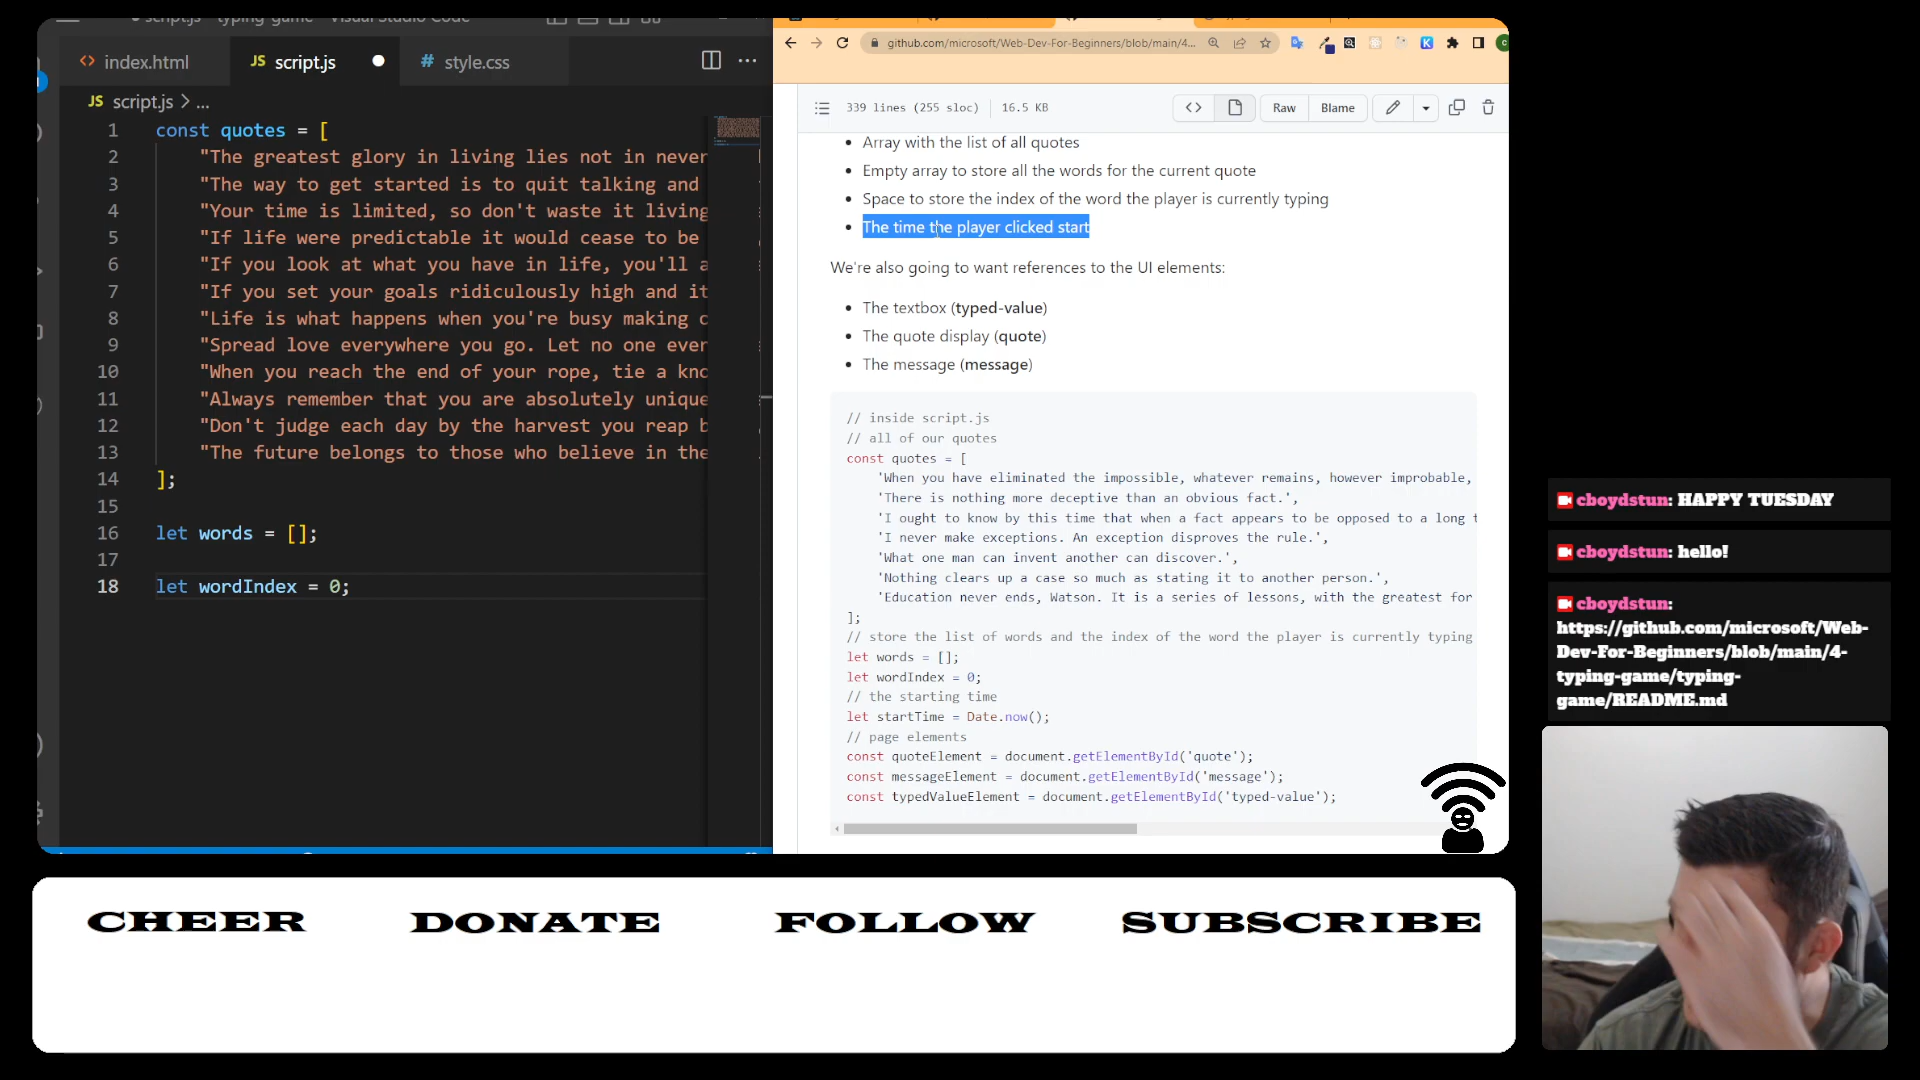 script.js - typing-game - Visual Studio Code
index.html
JS script.js
# style.css
JS script.js > ...
1 const quotes = [
2 "The greatest glory in living lies not in never
3 "The way to get started is to quit talking and
4 "Your time is limited, so don't waste it living
5 "If life were predictable it would cease to be
6 "If you look at what you have in life, you'll a
7 "If you set your goals ridiculously high and it
8 "Life is what happens when you're busy making o
9 "Spread love everywhere you go. Let no one ever
10 "When you reach the end of your rope, tie a kno
11 "Always remember that you are absolutely unique
12 "Don't judge each day by the harvest you reap b
13 "The future belongs to those who believe in the
14 ];
15
16 let words = [];
17
18 let wordIndex = 0;
github.com/microsoft/Web-Dev-For-Beginners/blob/main/4...
339 lines (255 sloc) 16.5 KB
Raw
Blame
Array with the list of all quotes
Empty array to store all the words for the current quote
Space to store the index of the word the player is currently typing
The time the player clicked start
We're also going to want references to the UI elements:
The textbox (typed-value)
The quote display (quote)
The message (message)
// inside script.js
// all of our quotes
const quotes = [
'When you have eliminated the impossible, whatever remains, however improbable,
'There is nothing more deceptive than an obvious fact.',
'I ought to know by this time that when a fact appears to be opposed to a long t
'I never make exceptions. An exception disproves the rule.',
'What one man can invent another can discover.',
'Nothing clears up a case so much as stating it to another person.',
'Education never ends, Watson. It is a series of lessons, with the greatest for
];
// store the list of words and the index of the word the player is currently typing
let words = [];
let wordIndex = 0;
// the starting time
let startTime = Date.now();
// page elements
const quoteElement = document.getElementById('quote');
const messageElement = document.getElementById('message');
const typedValueElement = document.getElementById('typed-value');
cboydstun: HAPPY TUESDAY
cboydstun: hello!
cboydstun:
https://github.com/microsoft/Web-
Dev-For-Beginners/blob/main/4-
typing-game/typing-
game/README.md
CHEER DONATE FOLLOW SUBSCRIBE